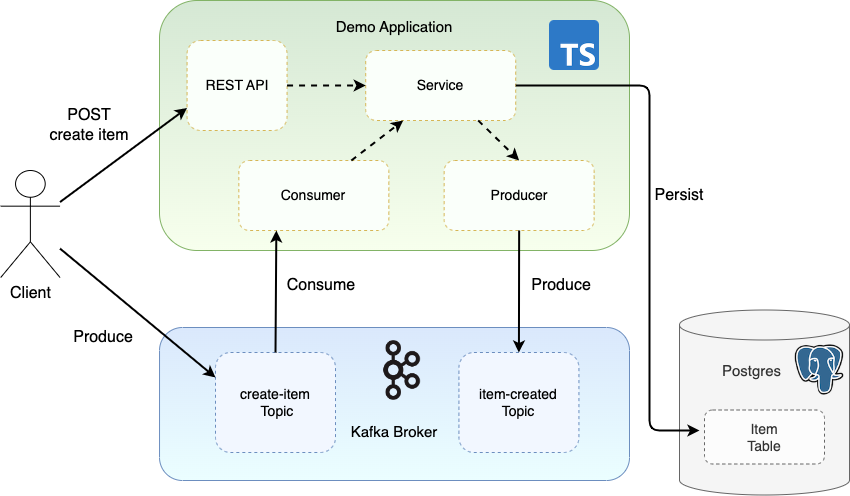 Demo Application
TS
REST API
Service
POST
create item
Consumer
Producer
Persist
Client
Consume
Produce
Produce
create-item
Topic
item-created
Topic
Kafka Broker
Postgres
Item
Table